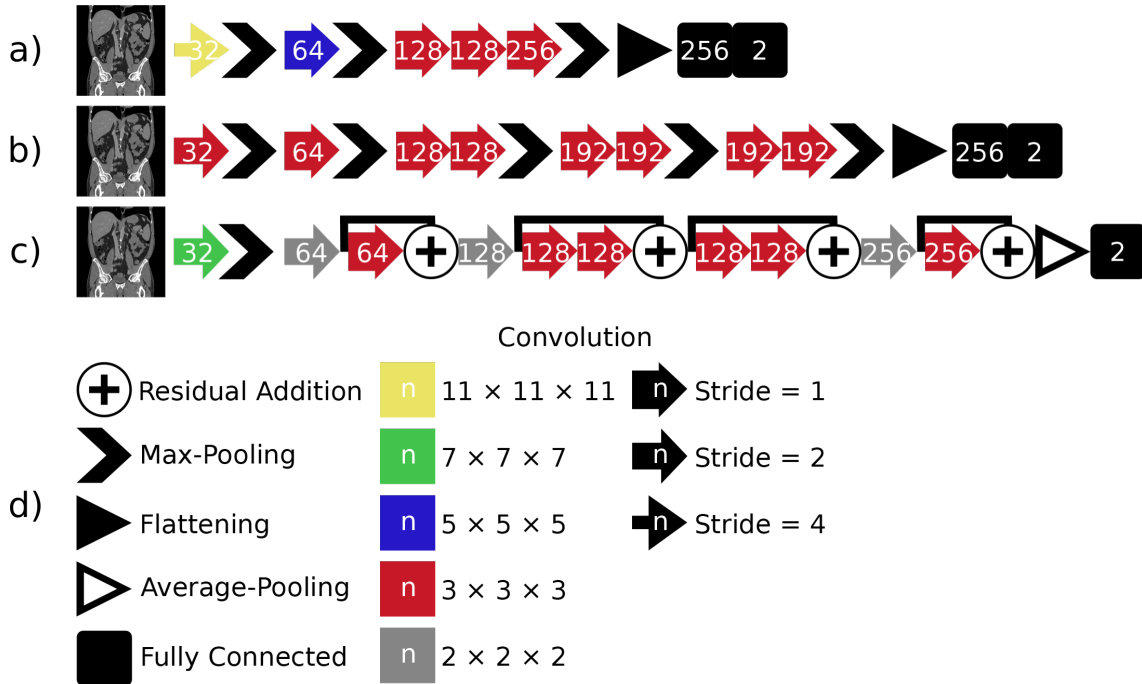 a) 32 64 128 128 256 256 2
b) 32 64 128 128 192 192 192 192 256 2
c) 32 64 64 128 128 128 128 128 256 256 2
Convolution
d)
Residual Addition n 11 × 11 × 11 n Stride = 1
Max-Pooling n 7 × 7 × 7 n Stride = 2
Flattening n 5 × 5 × 5 n Stride = 4
Average-Pooling n 3 × 3 × 3
Fully Connected n 2 × 2 × 2